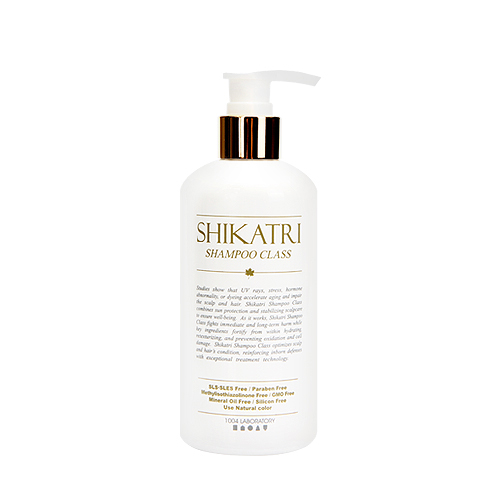 SHIKATRI
SHAMPOO CLASS
Studies show that UV rays, stress, hormone
abnormality, or dyeing accelerate aging and impair
the scalp and hair. Shikatri Shampoo Class
combines sun protection and stabilizing scalpcare
to ensure well-being. As it works, Shikatri Shampoo
Class fights immediate and long-term harm while
key ingredients fortify from within hydrating,
retexturizing, and preventing oxidation and cell
damage. Shikatri Shampoo Class optimizes scalp
and hair's condition, reinforcing inborn defenses
with exceptional treatment technology.
SLS·SLES Free / Paraben Free
Methylisothiazolinone Free / GMO Free
Mineral Oil Free / Silicon Free
Use Natural color
1004 LABORATORY